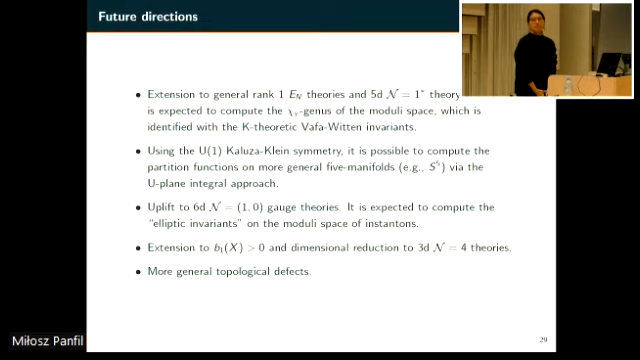 Future directions
• Extension to general rank 1 E_N theories and 5d 𝒩 = 1* theory
is expected to compute the χ_y-genus of the moduli space, which is
identified with the K-theoretic Vafa-Witten invariants.
• Using the U(1) Kaluza-Klein symmetry, it is possible to compute the
partition functions on more general five-manifolds (e.g., S⁵) via the
U-plane integral approach.
• Uplift to 6d 𝒩 = (1, 0) gauge theories. It is expected to compute the
“elliptic invariants” on the moduli space of instantons.
• Extension to b₁(X) > 0 and dimensional reduction to 3d 𝒩 = 4 theories.
• More general topological defects.
Miłosz Panfil
29